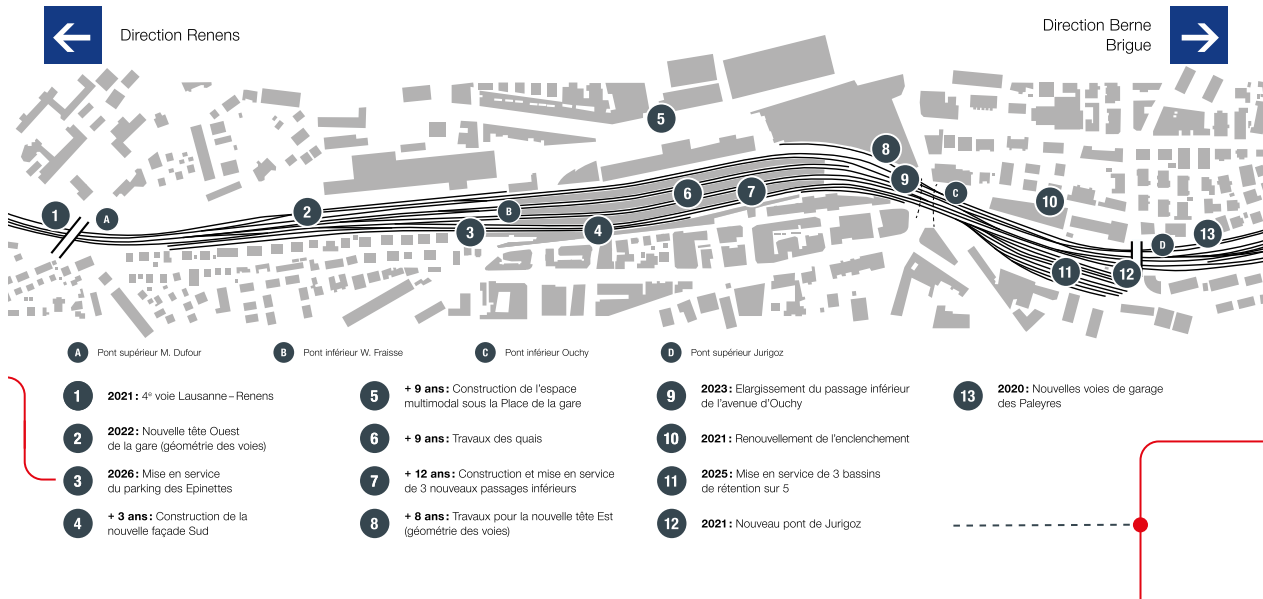 Direction Renens
Direction Berne
Brigue
5
8
9
7
6
C
1
A
2
B
10
3
4
13
D
11
12
A Pont supérieur M. Dufour
B Pont inférieur W. Fraisse
C Pont inférieur Ouchy
D Pont supérieur Jurigoz
1 2021 : 4e voie Lausanne – Renens
2 2022 : Nouvelle tête Ouest
de la gare (géométrie des voies)
3 2026 : Mise en service
du parking des Epinettes
4 + 3 ans : Construction de la
nouvelle façade Sud
5 + 9 ans : Construction de l'espace
multimodal sous la Place de la gare
6 + 9 ans : Travaux des quais
7 + 12 ans : Construction et mise en service
de 3 nouveaux passages inférieurs
8 + 8 ans : Travaux pour la nouvelle tête Est
(géométrie des voies)
9 2023 : Elargissement du passage inférieur
de l'avenue d'Ouchy
10 2021 : Renouvellement de l'enclenchement
11 2025 : Mise en service de 3 bassins
de rétention sur 5
12 2021 : Nouveau pont de Jurigoz
13 2020 : Nouvelles voies de garage
des Paleyres